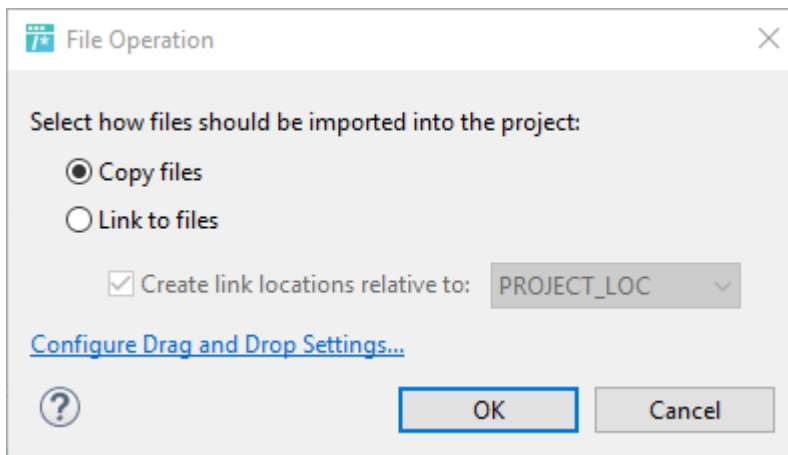 File Operation
Select how files should be imported into the project:
Copy files
Link to files
Create link locations relative to: PROJECT_LOC
Configure Drag and Drop Settings...
? OK Cancel